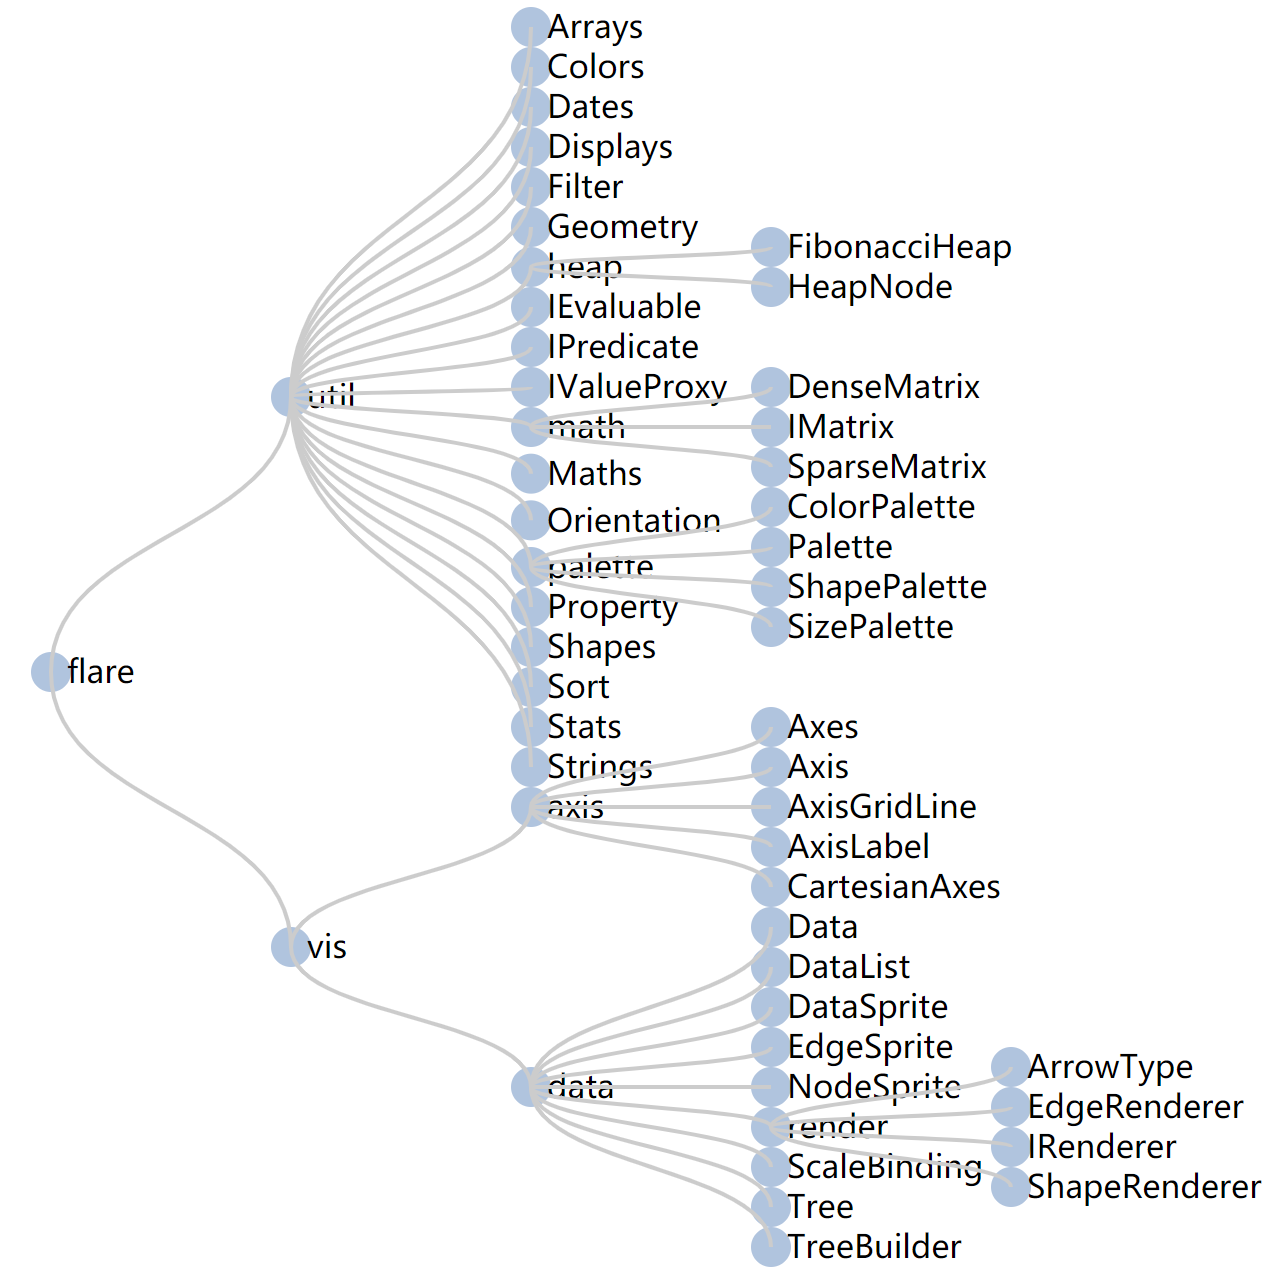 Arrays
Colors
Dates
Displays
Filter
Geometry
FibonacciHeap
heap
HeapNode
IEvaluable
IPredicate
IValueProxy
DenseMatrix
util
math
IMatrix
Maths
SparseMatrix
ColorPalette
Orientation
Palette
palette
ShapePalette
Property
SizePalette
Shapes
flare
Sort
Stats
Axes
Strings
Axis
axis
AxisGridLine
AxisLabel
CartesianAxes
Data
vis
DataList
DataSprite
EdgeSprite
ArrowType
data
NodeSprite
EdgeRenderer
render
IRenderer
ScaleBinding
ShapeRenderer
Tree
TreeBuilder